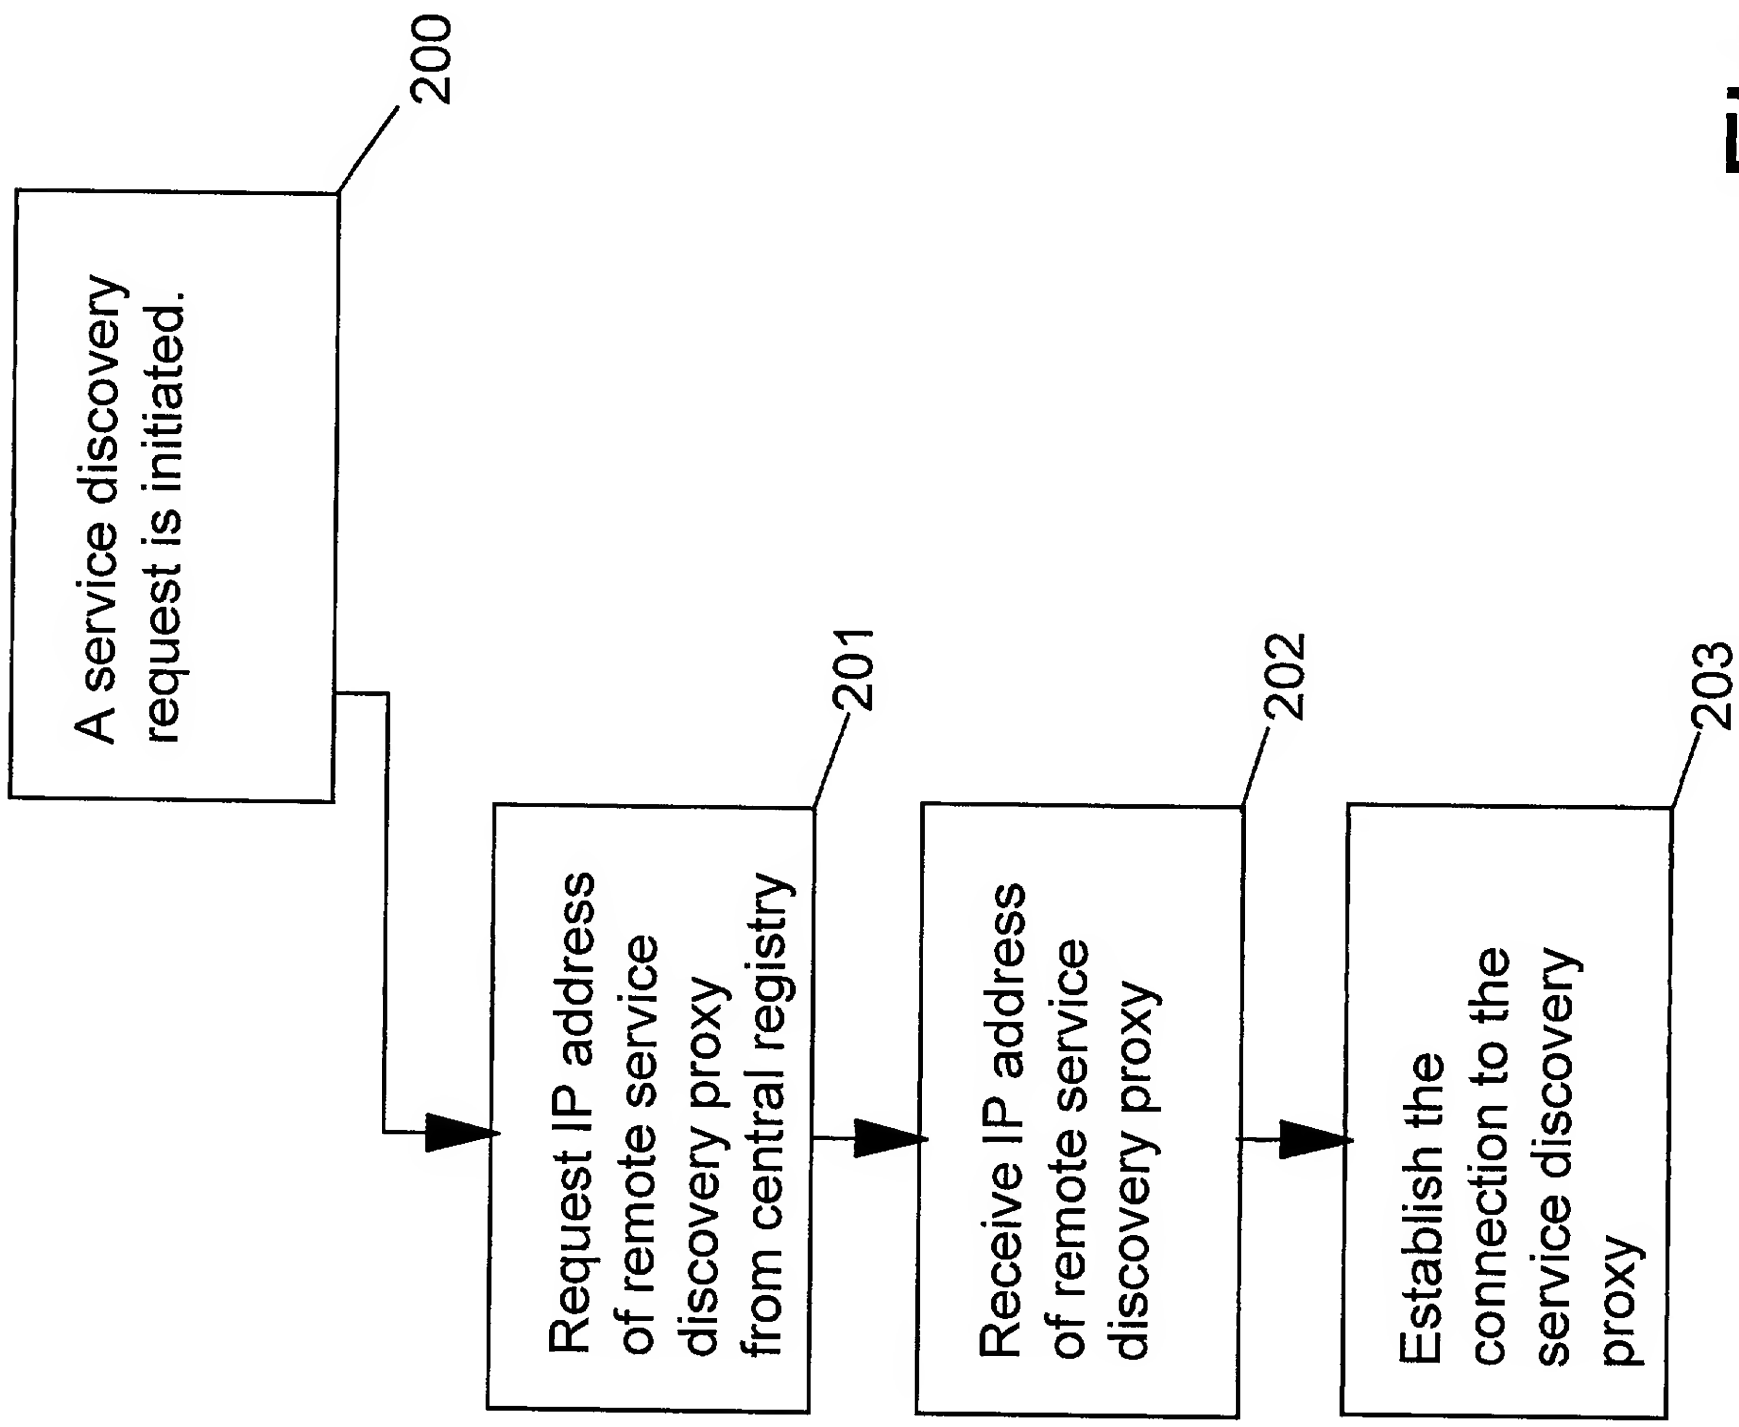 A service discovery
request is initiated.
200
Request IP address
of remote service
discovery proxy
from central registry
201
Receive IP address
of remote service
discovery proxy
202
Establish the
connection to the
service discovery
proxy
203